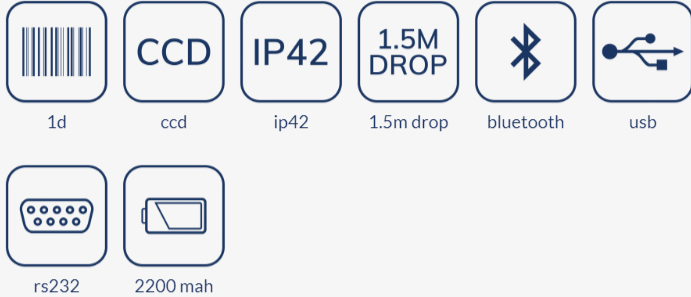 CCD
IP42
1.5M
DROP
1d
ccd
ip42
1.5m drop
bluetooth
usb
rs232
2200 mah